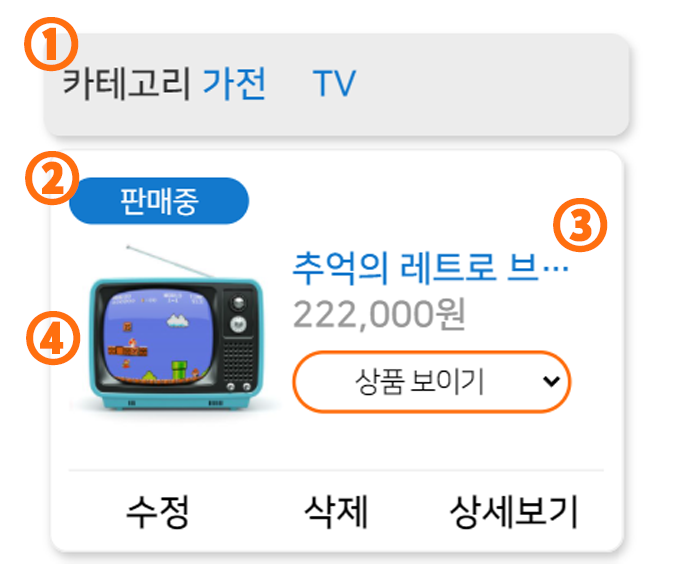 ①
카테고리 가전 TV
②
판매중
③
추억의 레트로 브...
222,000원
④
상품 보이기
수정 삭제 상세보기